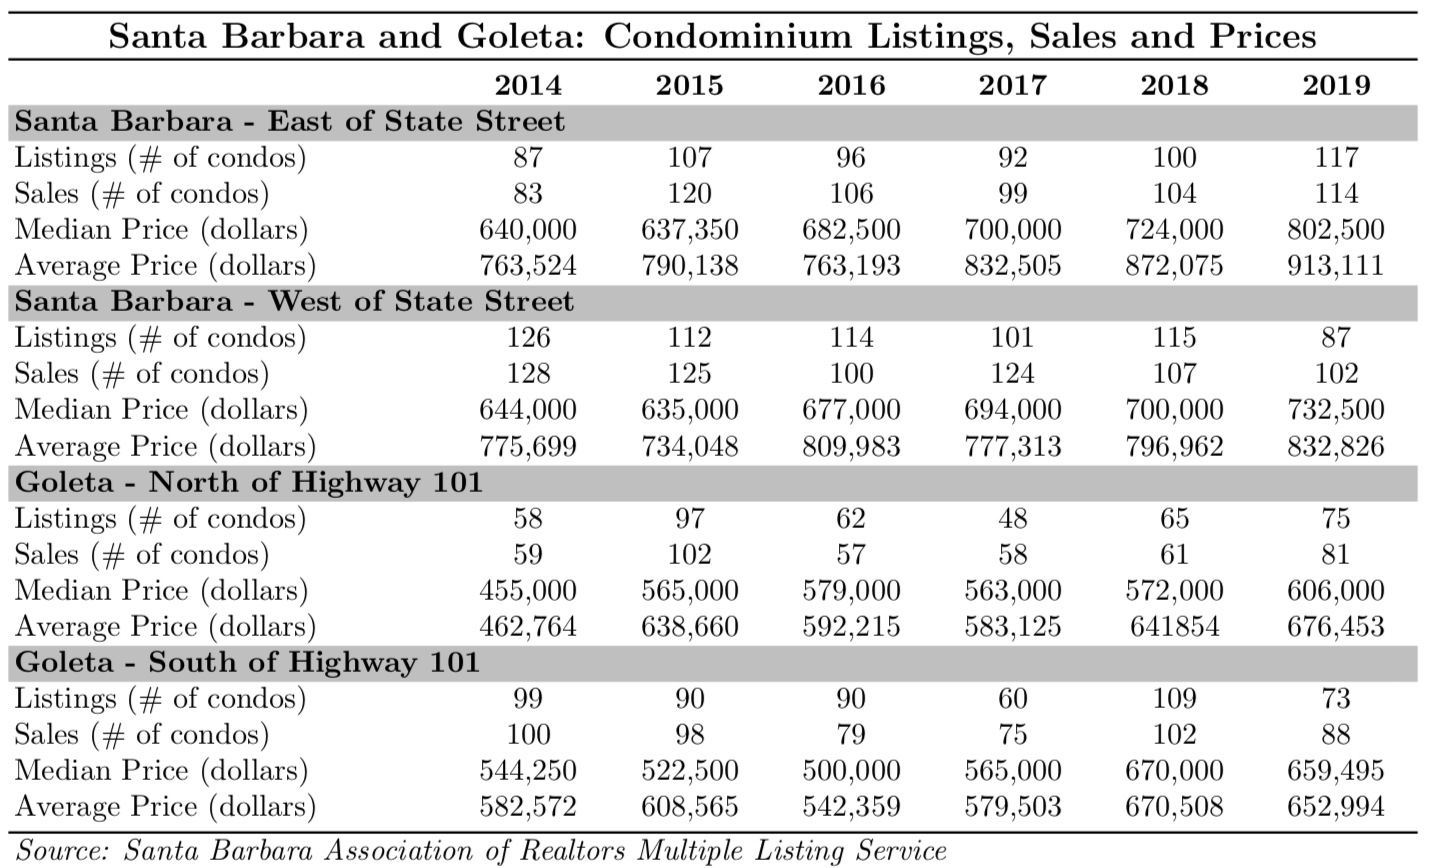 Santa Barbara and Goleta: Condominium Listings, Sales and Prices
2014 2015 2016 2017 2018 2019
Santa Barbara - East of State Street
Listings (# of condos) 87 107 96 92 100 117
Sales (# of condos) 83 120 106 99 104 114
Median Price (dollars) 640,000 637,350 682,500 700,000 724,000 802,500
Average Price (dollars) 763,524 790,138 763,193 832,505 872,075 913,111
Santa Barbara - West of State Street
Listings (# of condos) 126 112 114 101 115 87
Sales (# of condos) 128 125 100 124 107 102
Median Price (dollars) 644,000 635,000 677,000 694,000 700,000 732,500
Average Price (dollars) 775,699 734,048 809,983 777,313 796,962 832,826
Goleta - North of Highway 101
Listings (# of condos) 58 97 62 48 65 75
Sales (# of condos) 59 102 57 58 61 81
Median Price (dollars) 455,000 565,000 579,000 563,000 572,000 606,000
Average Price (dollars) 462,764 638,660 592,215 583,125 641854 676,453
Goleta - South of Highway 101
Listings (# of condos) 99 90 90 60 109 73
Sales (# of condos) 100 98 79 75 102 88
Median Price (dollars) 544,250 522,500 500,000 565,000 670,000 659,495
Average Price (dollars) 582,572 608,565 542,359 579,503 670,508 652,994
Source: Santa Barbara Association of Realtors Multiple Listing Service